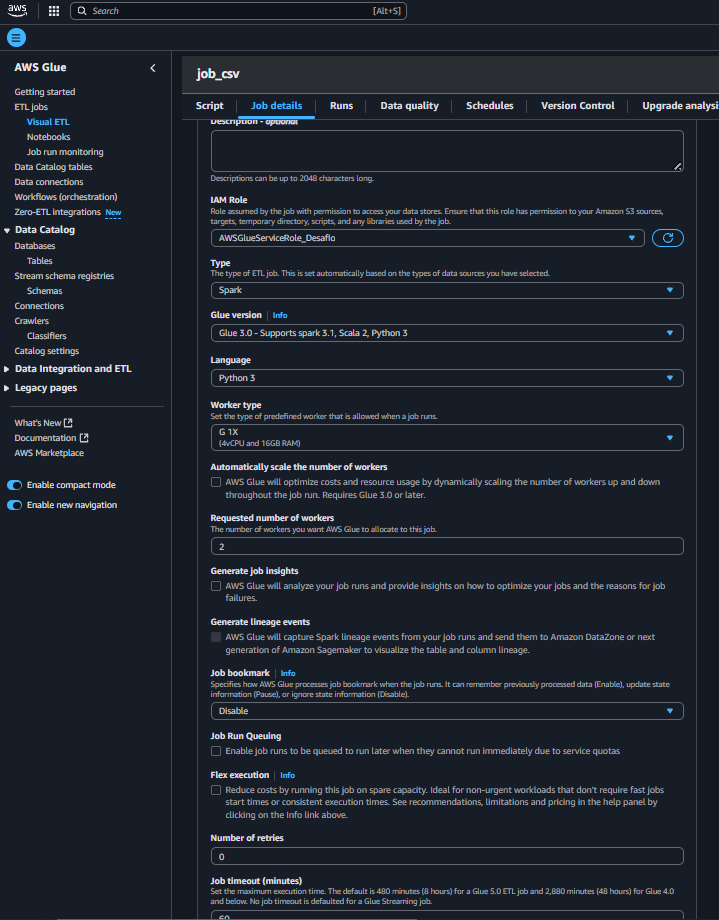 aws
Search
[Alt+S]
AWS Glue
Getting started
ETL jobs
Visual ETL
Notebooks
Job run monitoring
Data Catalog tables
Data connections
Workflows (orchestration)
Zero-ETL integrations New
Data Catalog
Databases
Tables
Stream schema registries
Schemas
Connections
Crawlers
Classifiers
Catalog settings
Data Integration and ETL
Legacy pages
What's New
Documentation
AWS Marketplace
Enable compact mode
Enable new navigation
job_csv
Script
Job details
Runs
Data quality
Schedules
Version Control
Upgrade analysi
Description - optional
Descriptions can be up to 2048 characters long.
IAM Role
Role assumed by the job with permission to access your data stores. Ensure that this role has permission to your Amazon S3 sources,
targets, temporary directory, scripts, and any libraries used by the job.
AWSGlueServiceRole_Desafio
Type
The type of ETL job. This is set automatically based on the types of data sources you have selected.
Spark
Glue version Info
Glue 3.0 - Supports spark 3.1, Scala 2, Python 3
Language
Python 3
Worker type
Set the type of predefined worker that is allowed when a job runs.
G 1X
(4vCPU and 16GB RAM)
Automatically scale the number of workers
AWS Glue will optimize costs and resource usage by dynamically scaling the number of workers up and down
throughout the job run. Requires Glue 3.0 or later.
Requested number of workers
The number of workers you want AWS Glue to allocate to this job.
2
Generate job insights
AWS Glue will analyze your job runs and provide insights on how to optimize your jobs and the reasons for job
failures.
Generate lineage events
AWS Glue will capture Spark lineage events from your job runs and send them to Amazon DataZone or next
generation of Amazon Sagemaker to visualize the table and column lineage.
Job bookmark Info
Specifies how AWS Glue processes job bookmark when the job runs. It can remember previously processed data (Enable), update state
information (Pause), or ignore state information (Disable).
Disable
Job Run Queuing
Enable job runs to be queued to run later when they cannot run immediately due to service quotas
Flex execution Info
Reduce costs by running this job on spare capacity. Ideal for non-urgent workloads that don't require fast jobs
start times or consistent execution times. See recommendations, limitations and pricing in the help panel by
clicking on the Info link above.
Number of retries
0
Job timeout (minutes)
Set the maximum execution time. The default is 480 minutes (8 hours) for a Glue 5.0 ETL job and 2,880 minutes (48 hours) for Glue 4.0
and below. No job timeout is defaulted for a Glue Streaming job.